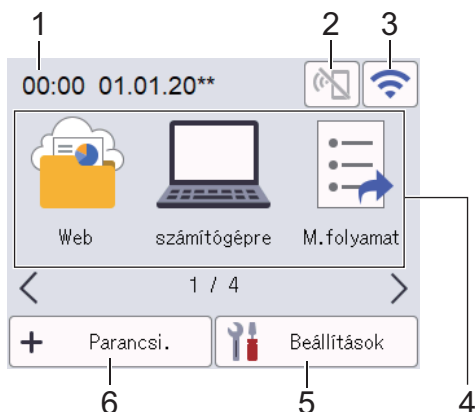 1 2 3
00:00 01.01.20**
Web számítógépre M.folyamat
1 / 4
+ Parancsi. Beállítások
6 5 4